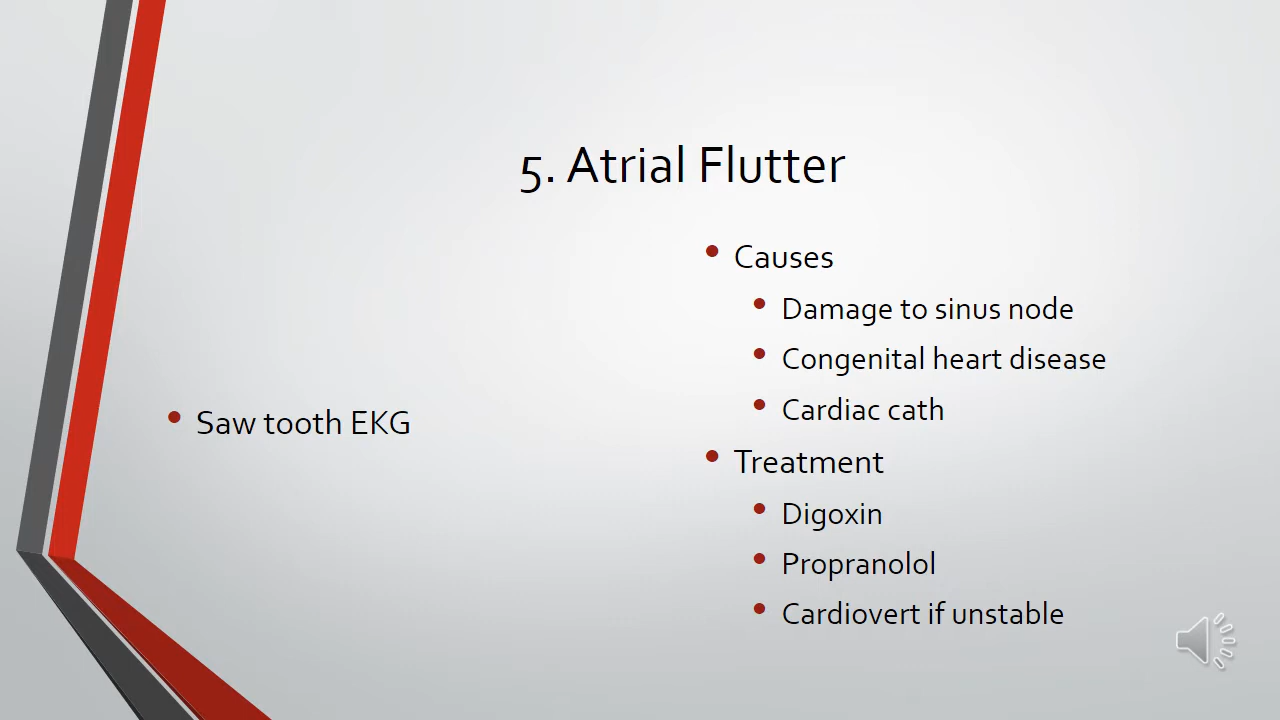 5. Atrial Flutter
Saw tooth EKG
Causes
Damage to sinus node
Congenital heart disease
Cardiac cath
Treatment
Digoxin
Propranolol
Cardiovert if unstable